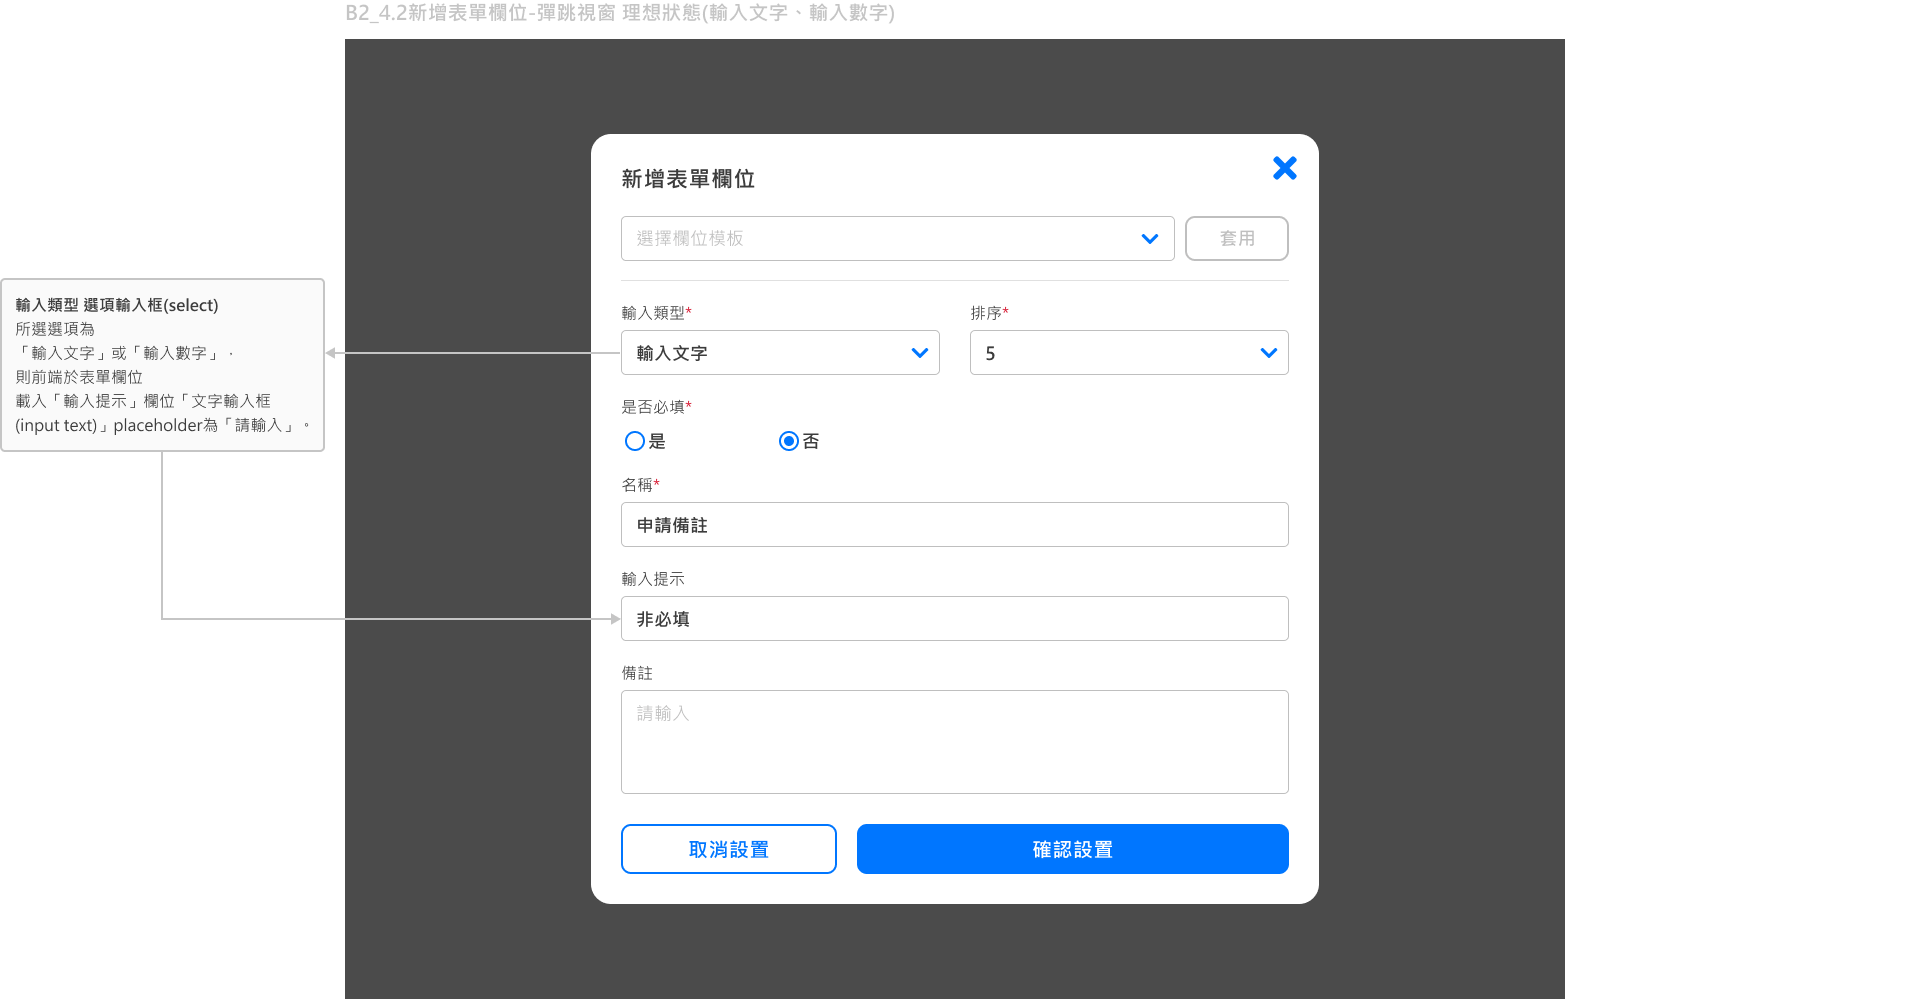 B2_4.2新增表單欄位-彈跳視窗 理想狀態(輸入文字、輸入數字)
新增表單欄位
選擇欄位模板
套用
輸入類型 選項輸入框(select)
所選選項為
「輸入文字」或「輸入數字」，
則前端於表單欄位
載入「輸入提示」欄位「文字輸入框
(input text)」placeholder為「請輸入」。
輸入類型*
排序*
輸入文字
5
是否必填*
是
否
名稱*
申請備註
輸入提示
非必填
備註
請輸入
取消設置
確認設置